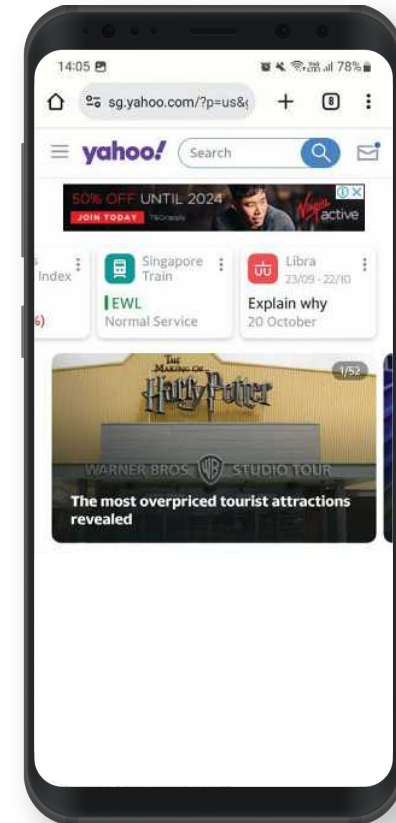 14:05
78%
sg.yahoo.com/?p=us&
+
8
yahoo!
Search
50% OFF UNTIL 2024
JOIN TODAY
Virgin
active
Index
Singapore
Train
EWL
Normal Service
Libra
23/09 - 22/10
Explain why
20 October
%)
THE
MAKING OF
Harry Potter
1/52
WARNER BROS. WB STUDIO TOUR
The most overpriced tourist attractions
revealed